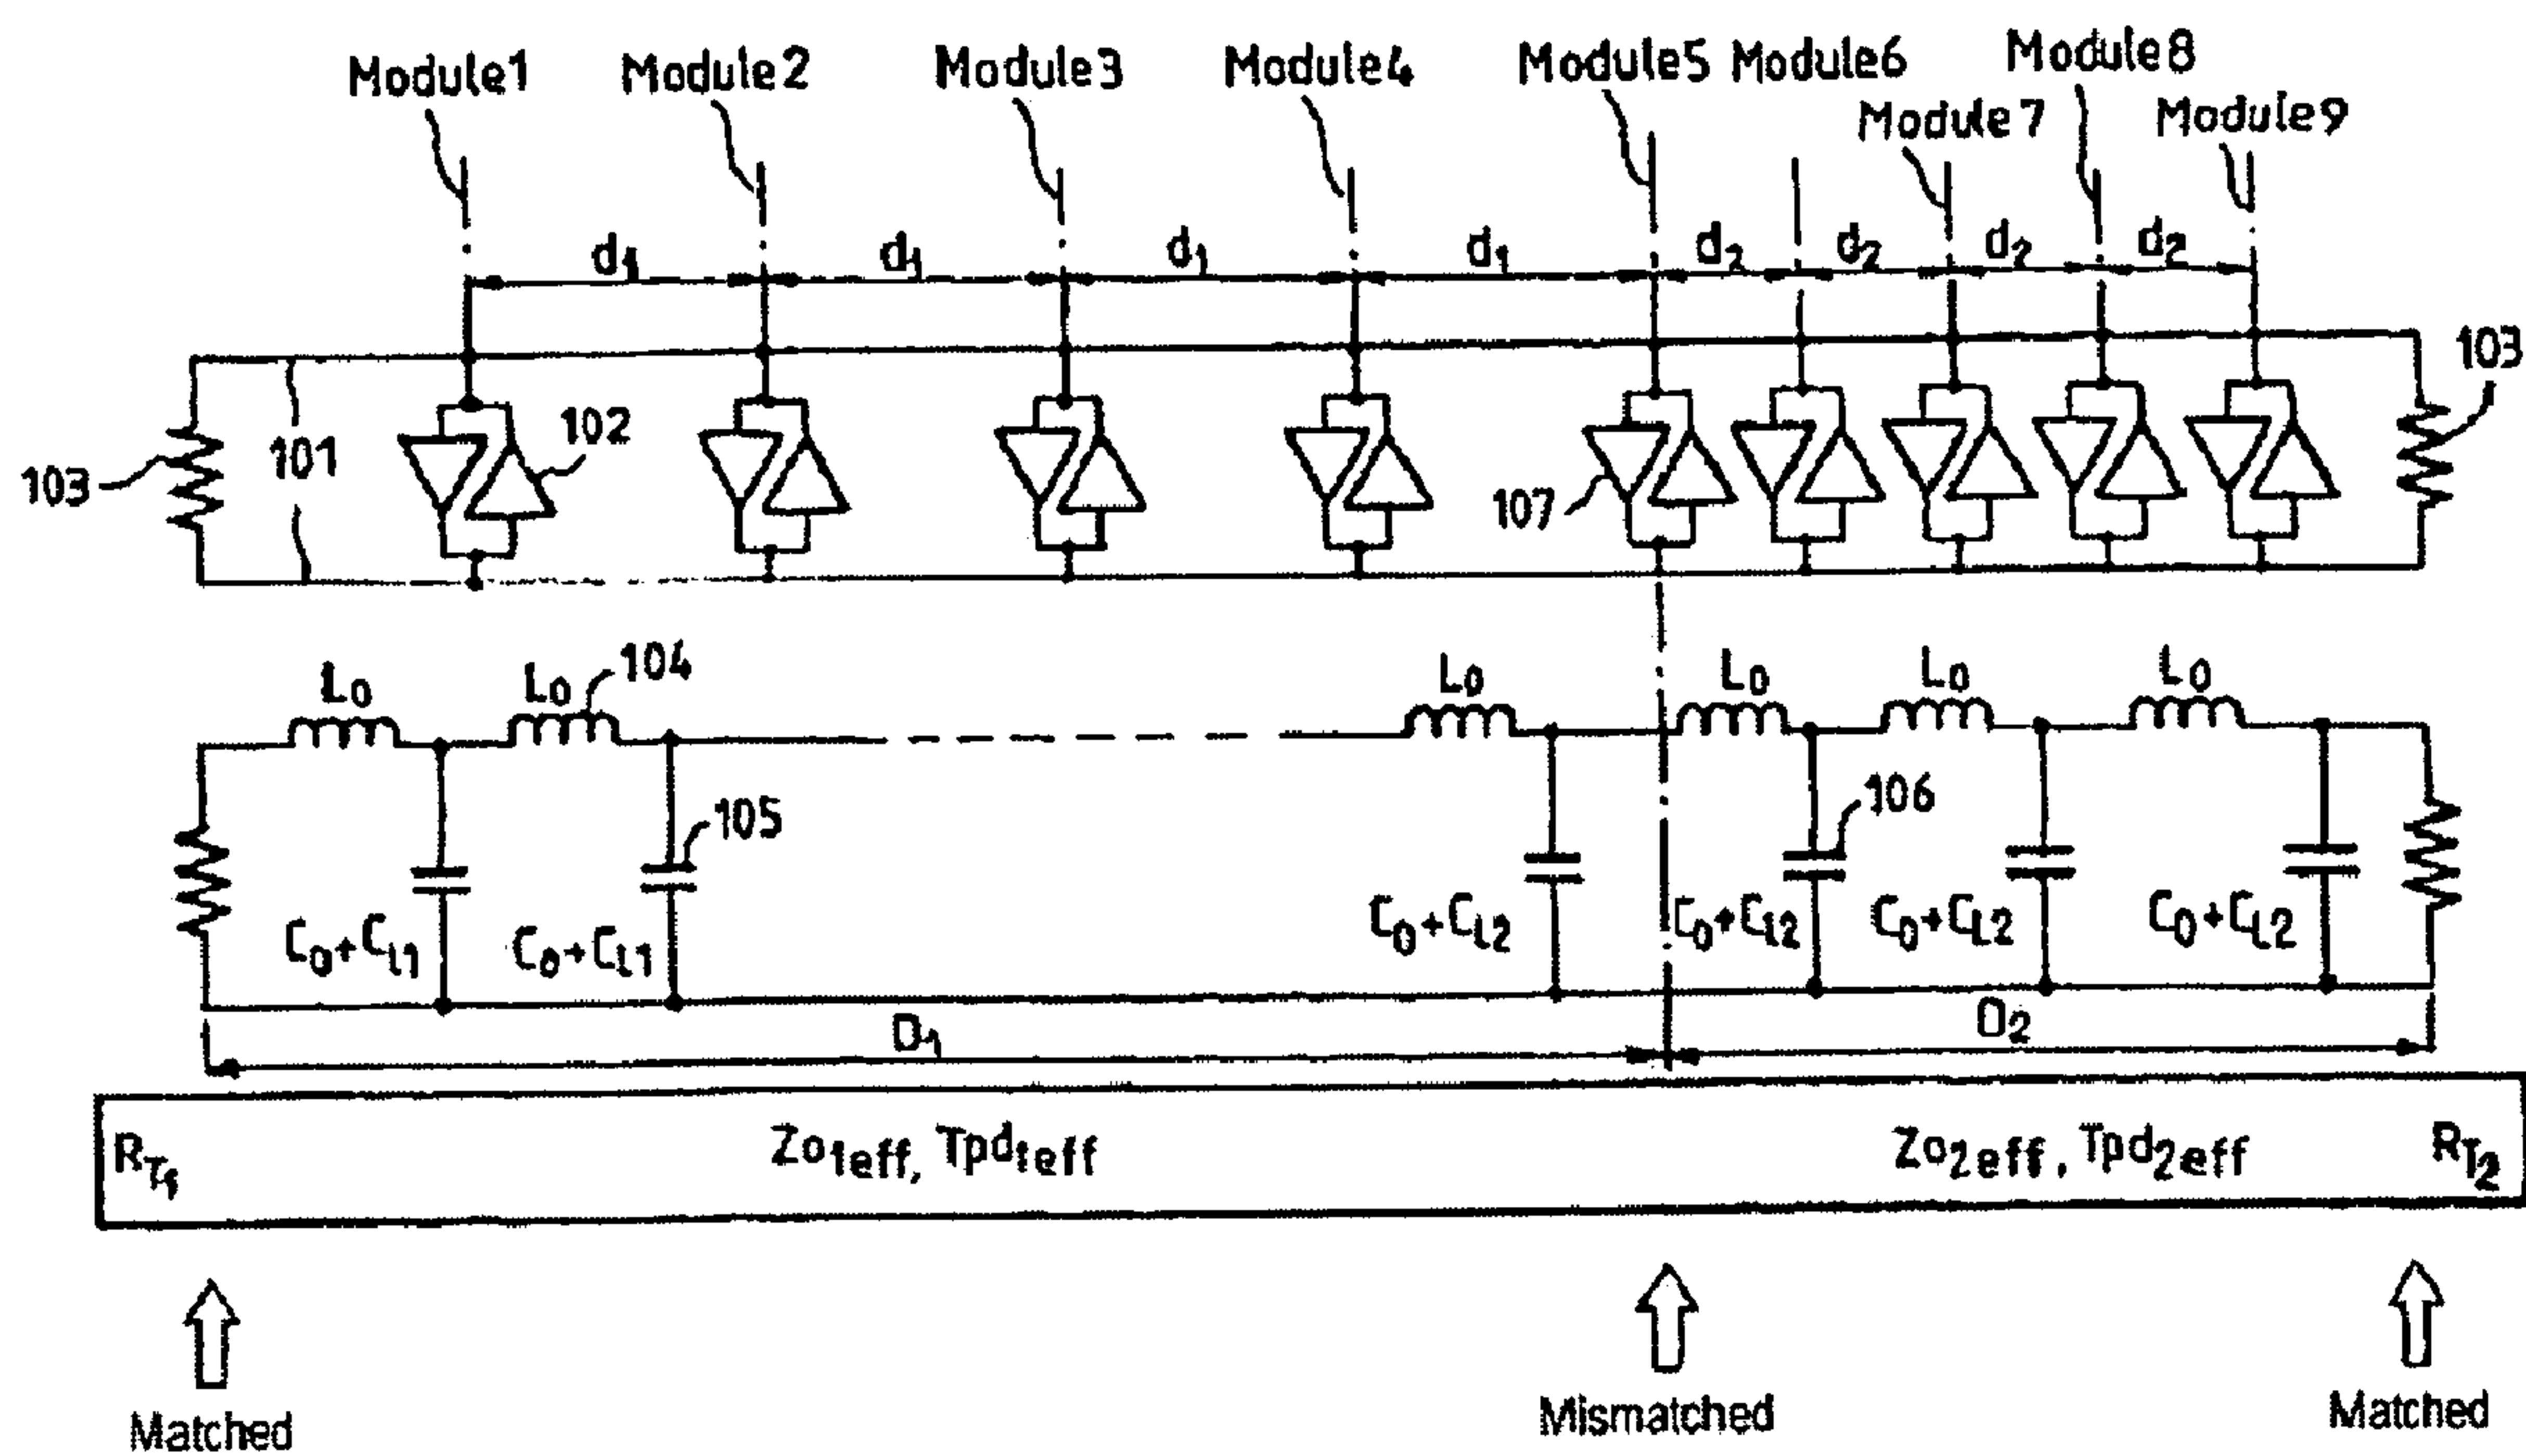 Module1 Module2 Module3 Module4 Module5 Module6 Module8
Module7 Module9
d1 d1 d1 d1 d2 d2 d2 d2
103
103 101 102 107
L0 L0 104 L0 L0 L0 L0
105 106
C0+CL1 C0+CL1 C0+CL2 C0+CL2 C0+CL2 C0+CL2
D1 D2
RT1 Zo1eff, Tpd1eff Zo2eff, Tpd2eff RT2
Matched Mismatched Matched